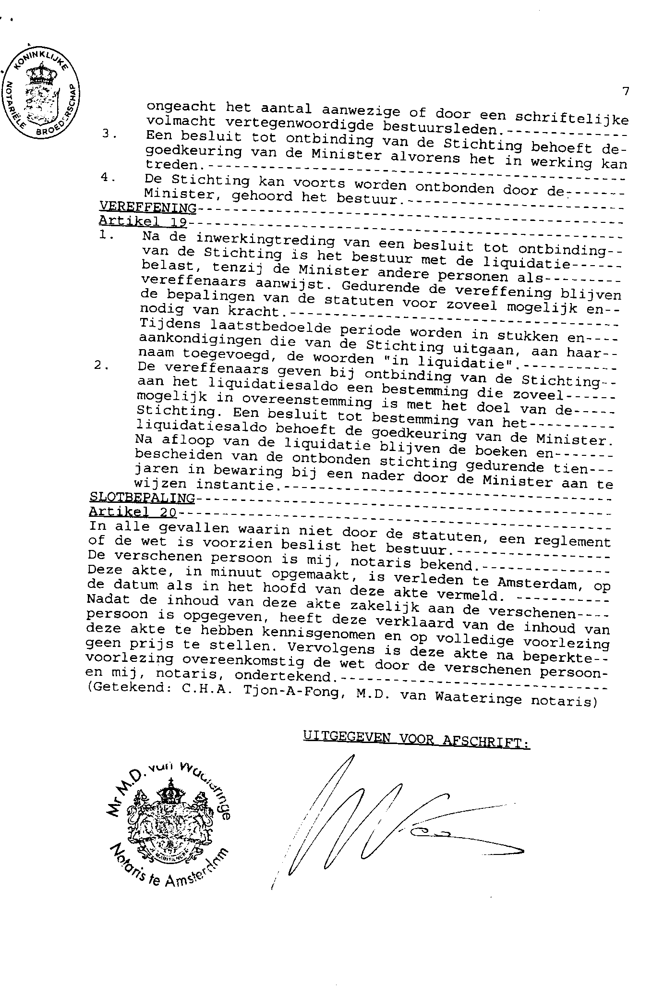 KONINKLIJKE
NOTARIËLE BROEDERSCHAP
7
ongeacht het aantal aanwezige of door een schriftelijke
volmacht vertegenwoordigde bestuursleden.--------------
3. Een besluit tot ontbinding van de Stichting behoeft de-
goedkeuring van de Minister alvorens het in werking kan
treden.------------------------------------------------
4. De Stichting kan voorts worden ontbonden door de-------
Minister, gehoord het bestuur.-------------------------
VEREFFENING-------------------------------------------------
Artikel 19--------------------------------------------------
1. Na de inwerkingtreding van een besluit tot ontbinding--
van de Stichting is het bestuur met de liquidatie------
belast, tenzij de Minister andere personen als---------
vereffenaars aanwijst. Gedurende de vereffening blijven
de bepalingen van de statuten voor zoveel mogelijk en--
nodig van kracht.--------------------------------------
Tijdens laatstbedoelde periode worden in stukken en----
aankondigingen die van de Stichting uitgaan, aan haar--
naam toegevoegd, de woorden "in liquidatie".-----------
2. De vereffenaars geven bij ontbinding van de Stichting--
aan het liquidatiesaldo een bestemming die zoveel------
mogelijk in overeenstemming is met het doel van de-----
Stichting. Een besluit tot bestemming van het----------
liquidatiesaldo behoeft de goedkeuring van de Minister.
Na afloop van de liquidatie blijven de boeken en-------
bescheiden van de ontbonden stichting gedurende tien---
jaren in bewaring bij een nader door de Minister aan te
wijzen instantie.--------------------------------------
SLOTBEPALING------------------------------------------------
Artikel 20--------------------------------------------------
In alle gevallen waarin niet door de statuten, een reglement
of de wet is voorzien beslist het bestuur.------------------
De verschenen persoon is mij, notaris bekend.---------------
Deze akte, in minuut opgemaakt, is verleden te Amsterdam, op
de datum als in het hoofd van deze akte vermeld. -----------
Nadat de inhoud van deze akte zakelijk aan de verschenen----
persoon is opgegeven, heeft deze verklaard van de inhoud van
deze akte te hebben kennisgenomen en op volledige voorlezing
geen prijs te stellen. Vervolgens is deze akte na beperkte--
voorlezing overeenkomstig de wet door de verschenen persoon-
en mij, notaris, ondertekend.-------------------------------
(Getekend: C.H.A. Tjon-A-Fong, M.D. van Waateringe notaris)
UITGEGEVEN VOOR AFSCHRIFT:
Mr M.D. van Waateringe
Notaris te Amsterdam